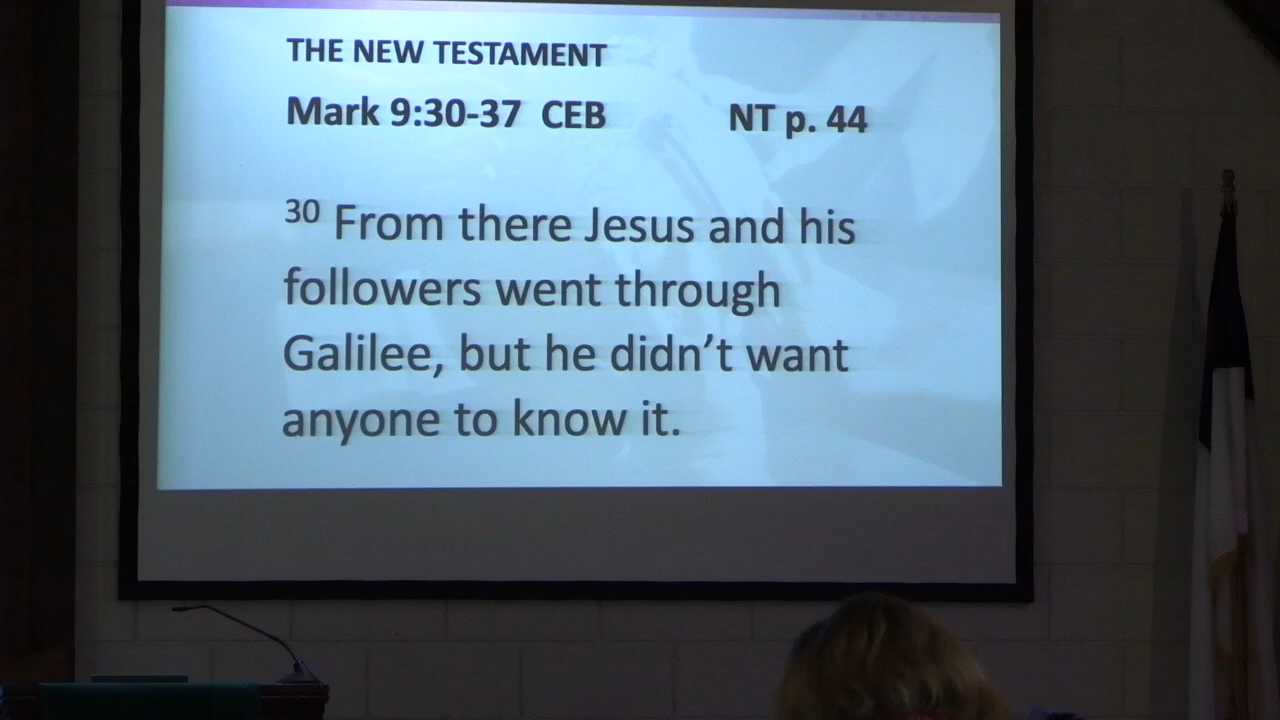 THE NEW TESTAMENT
Mark 9:30-37 CEB NT p. 44
30 From there Jesus and his
followers went through
Galilee, but he didn’t want
anyone to know it.